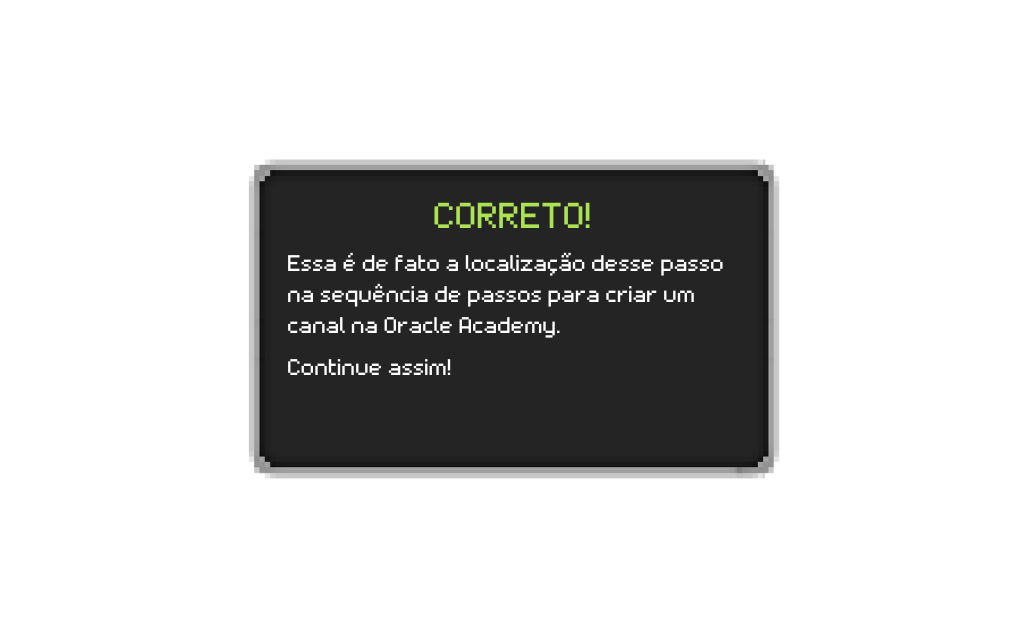 CORRETO!
Essa é de fato a localização desse passo
na sequência de passos para criar um
canal na Oracle Academy.
Continue assim!